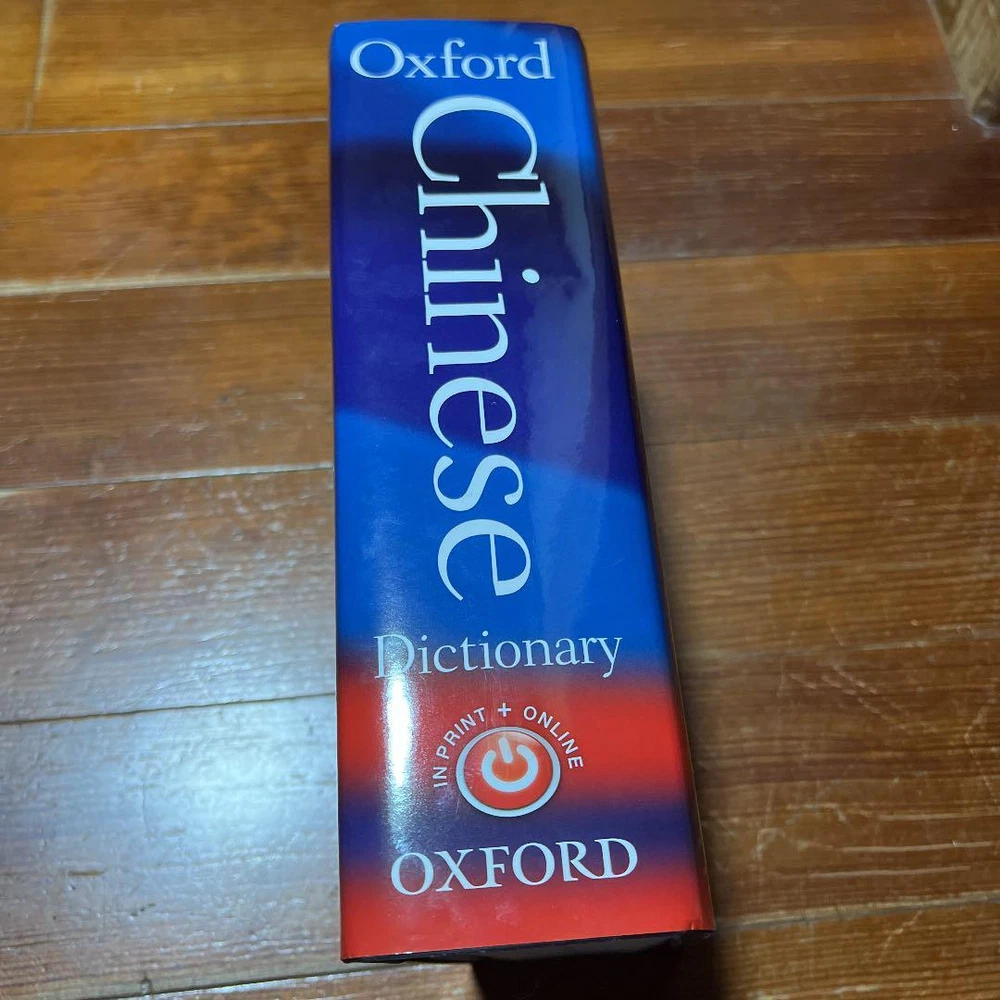 Oxford
Chinese
Dictionary
IN PRINT + ONLINE
OXFORD